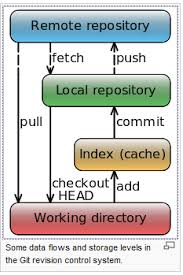 Remote repository
fetch
push
Local repository
pull
commit
Index (cache)
checkout
HEAD
add
Working directory
Some data flows and storage levels in
the Git revision control system.